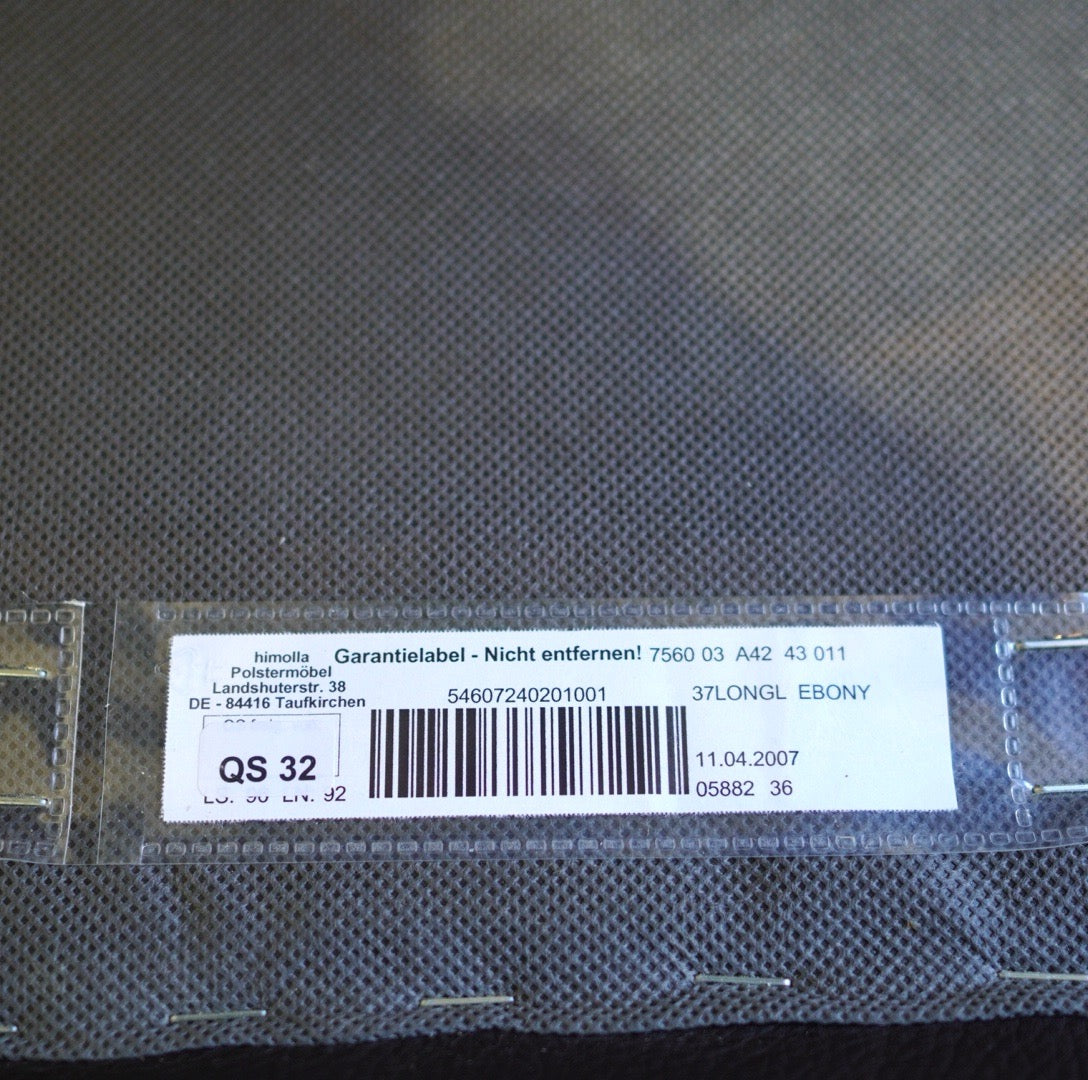 himolla
Polstermöbel
Landshuterstr. 38
DE - 84416 Taufkirchen
Garantielabel - Nicht entfernen! 7560 03 A42 43 011
54607240201001
37LONGL EBONY
QS 32
92
11.04.2007
05882 36